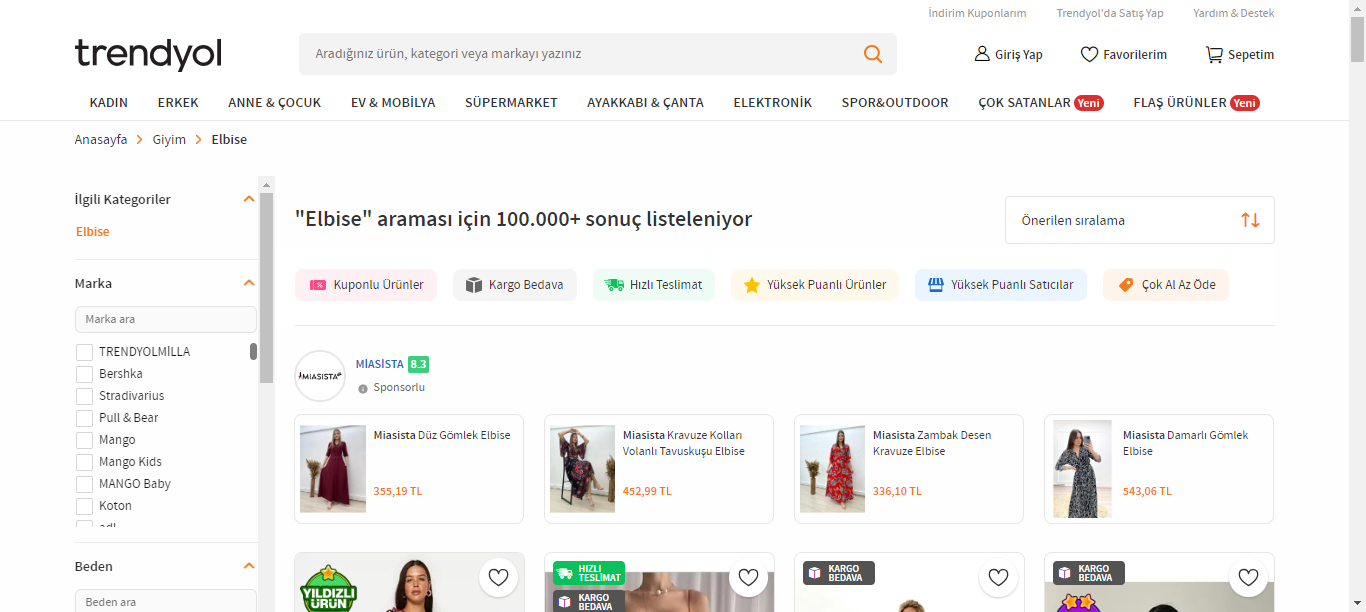 İndirim Kuponlarım Trendyol'da Satış Yap Yardım & Destek
trendyol
Aradığınız ürün, kategori veya markayı yazınız
Giriş Yap Favorilerim Sepetim
KADIN ERKEK ANNE & ÇOCUK EV & MOBİLYA SÜPERMARKET AYAKKABI & ÇANTA ELEKTRONİK SPOR&OUTDOOR ÇOK SATANLAR Yeni FLAŞ ÜRÜNLER Yeni
Anasayfa Giyim Elbise
İlgili Kategoriler
Elbise
Marka
Marka ara
TRENDYOLMİLLA
Bershka
Stradivarius
Pull & Bear
Mango
Mango Kids
MANGO Baby
Koton
Beden
Beden ara
"Elbise" araması için 100.000+ sonuç listeleniyor
Önerilen sıralama
Kuponlu Ürünler Kargo Bedava Hızlı Teslimat Yüksek Puanlı Ürünler Yüksek Puanlı Satıcılar Çok Al Az Öde
MIASISTA
MİASİSTA 8.3
Sponsorlu
Miasista Düz Gömlek Elbise
355,19 TL
Miasista Kravuze Kolları
Volanlı Tavuskuşu Elbise
452,99 TL
Miasista Zambak Desen
Kravuze Elbise
336,10 TL
Miasista Damarlı Gömlek
Elbise
543,06 TL
YILDIZLI
ÜRÜN
HIZLI
TESLİMAT
KARGO
BEDAVA
KARGO
BEDAVA
KARGO
BEDAVA